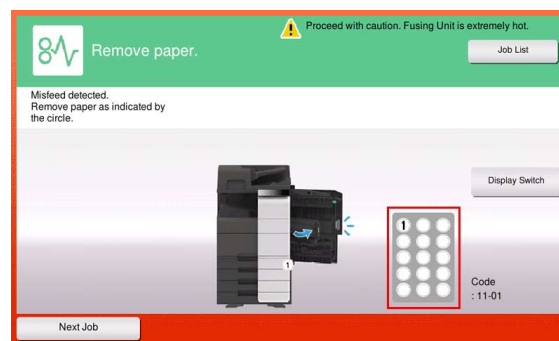 Proceed with caution. Fusing Unit is extremely hot.
Remove paper.
Job List
Misfeed detected.
Remove paper as indicated by
the circle.
Display Switch
1
1
Code
: 11-01
Next Job